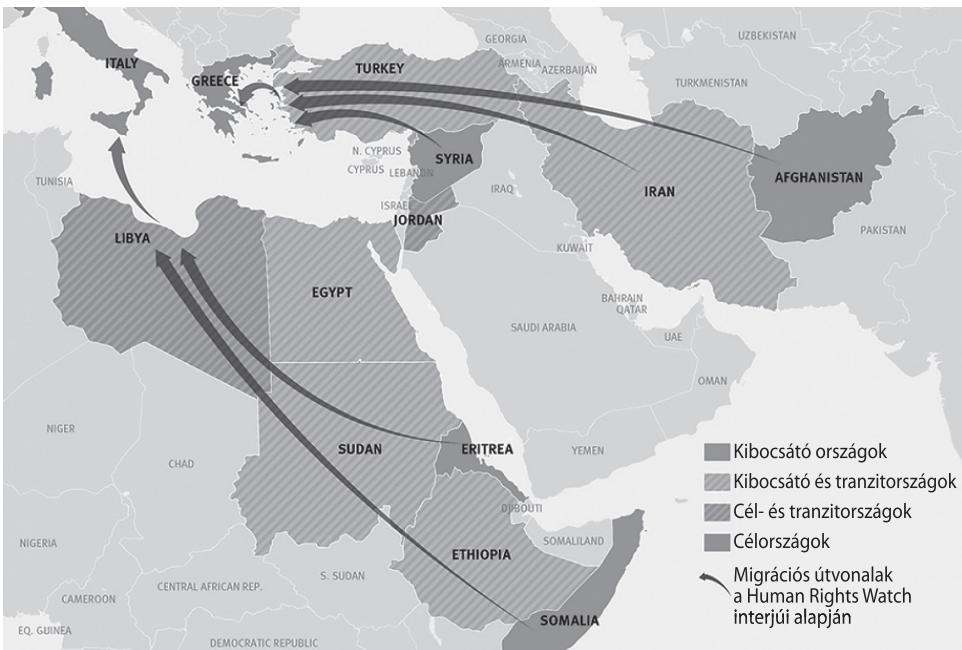 GEORGIA
UZBEKISTAN
ITALY
TURKEY
ARMENIA
AZERBAIJAN
GREECE
TURKMENISTAN
N. CYPRUS
CYPRUS
LEBANON
SYRIA
AFGHANISTAN
TUNISIA
IRAQ
IRAN
ISRAEL
JORDAN
LIBYA
PAKISTAN
KUWAIT
EGYPT
BAHRAIN
QATAR
SAUDI ARABIA
UAE
OMAN
NIGER
CHAD
SUDAN
ERITREA
YEMEN
DJIBOUTI
NIGERIA
SOMALILAND
ETHIOPIA
S. SUDAN
CENTRAL AFRICAN REP.
CAMEROON
SOMALIA
EQ. GUINEA
DEMOCRATIC REPUBLIC
Kibocsátó országok
Kibocsátó és tranzitországok
Cél- és tranzitországok
Célországok
Migrációs útvonalak
a Human Rights Watch
interjúi alapján